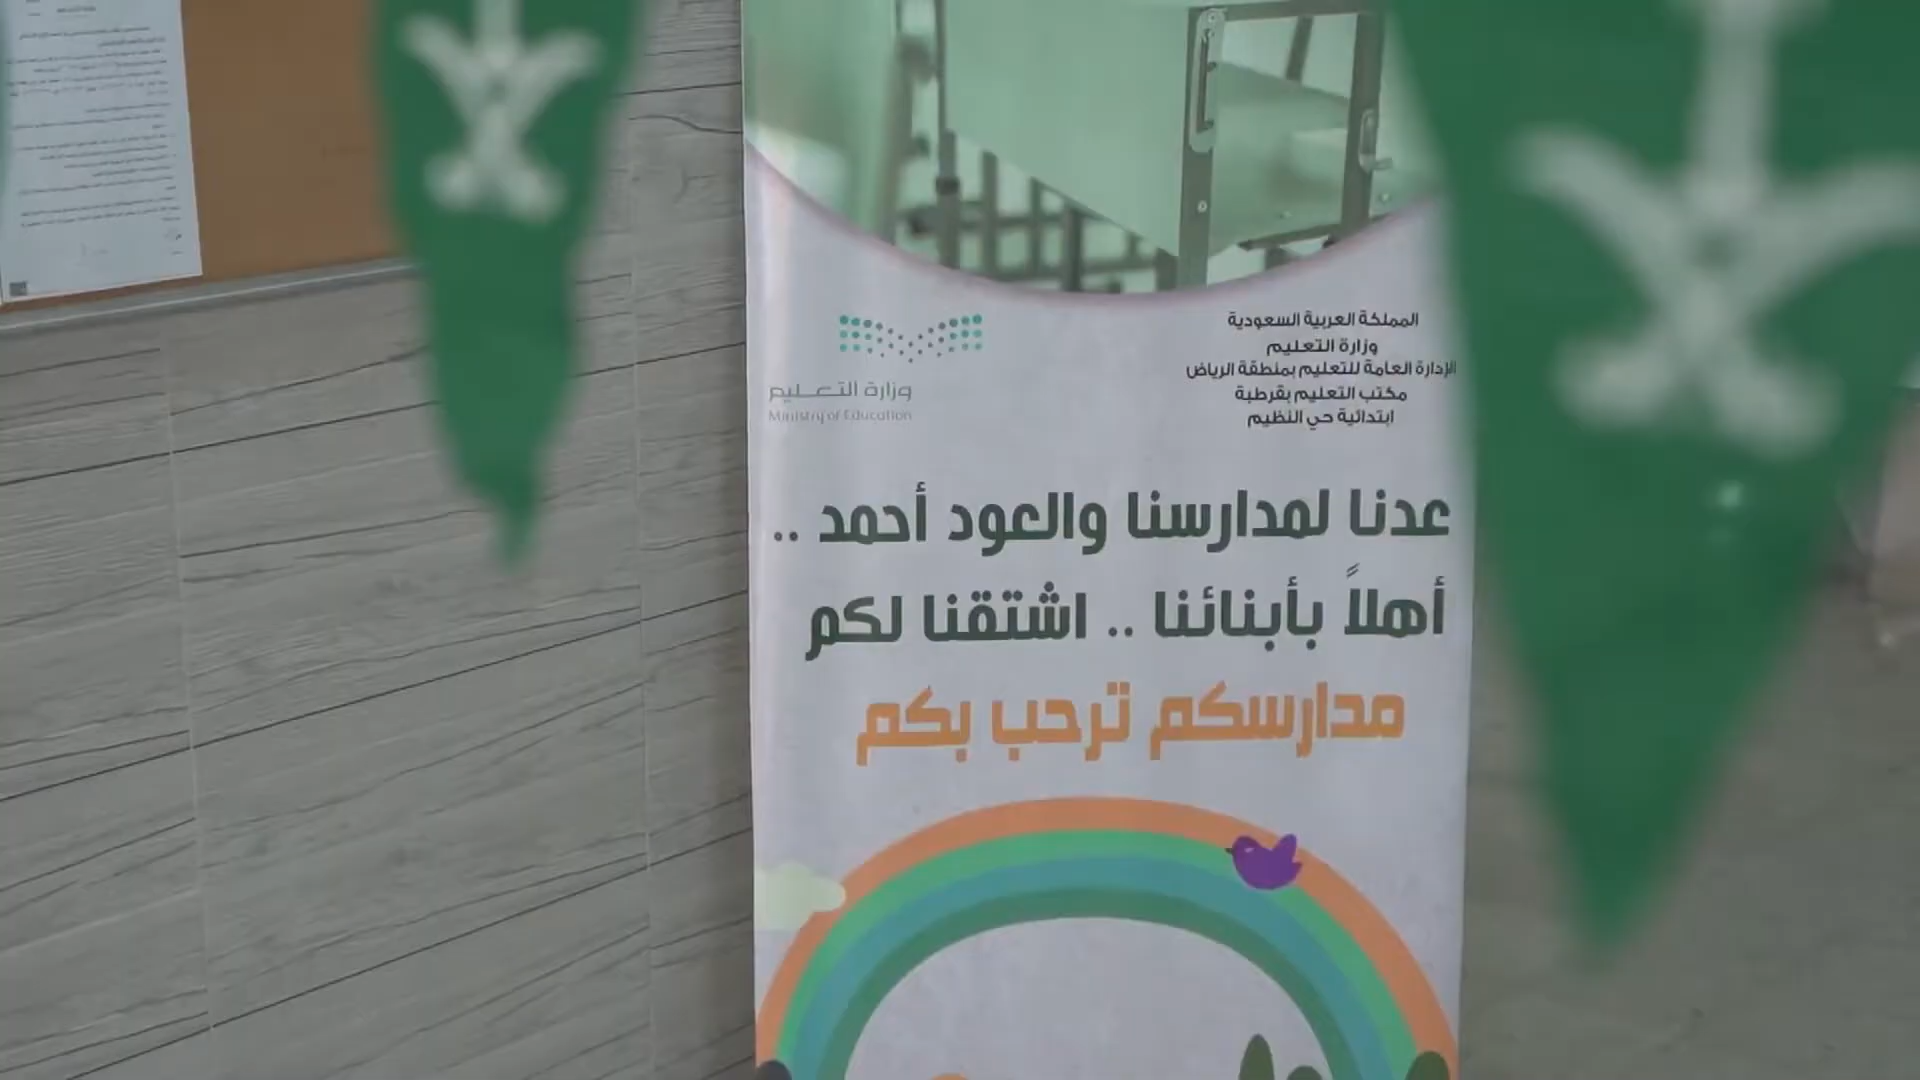 المملكة العربية السعودية
وزارة التعليم
الإدارة العامة للتعليم بمنطقة الرياض
مكتب التعليم بقرطبة
ابتدائية حي النظيم
وزارة التعـليم
Ministry of Education
عدنا لمدارسنا والعود أحمد ..
أهلاً بأبنائنا .. اشتقنا لكم
مدارسكم ترحب بكم